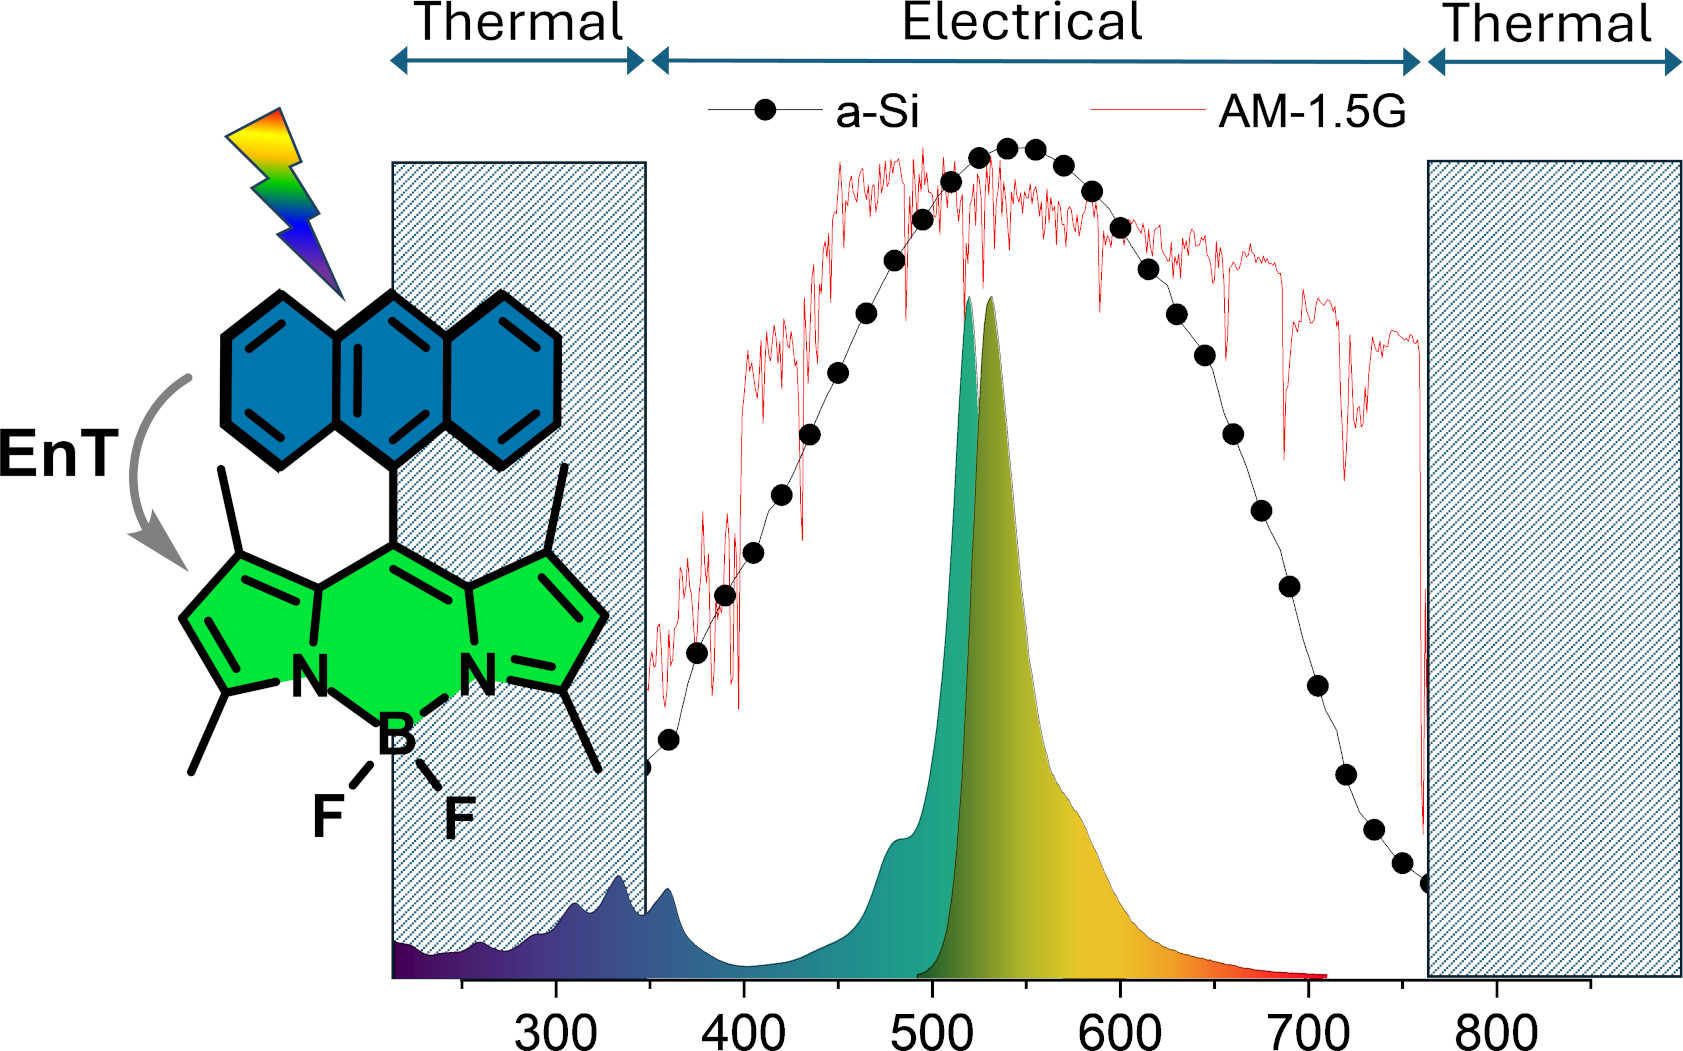 Thermal Electrical Thermal
a-Si AM-1.5G
EnT
N N
B
F F
300 400 500 600 700 800